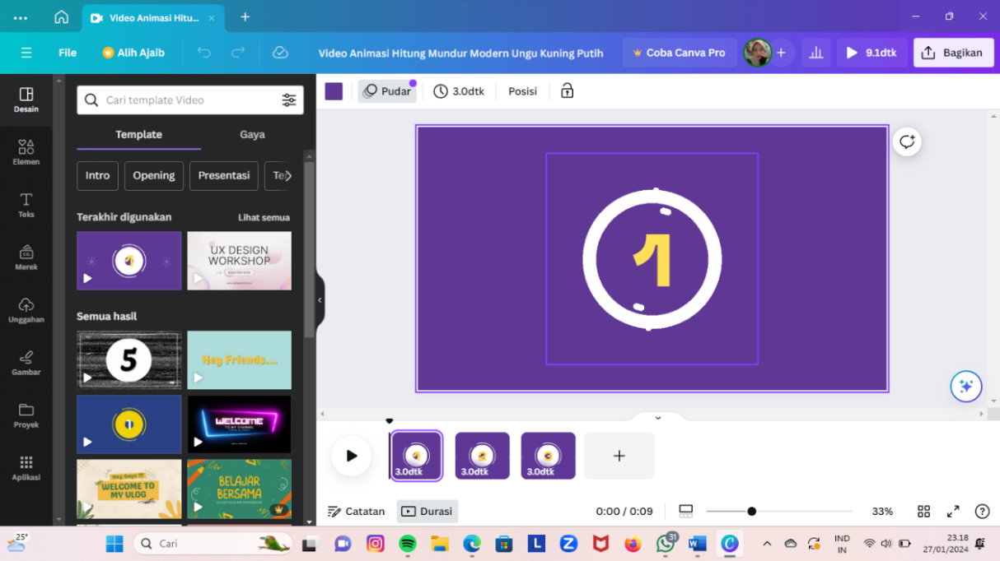 Video Animasi Hitu...
File
Alih Ajaib
Video Animasi Hitung Mundur Modern Ungu Kuning Putih
Coba Canva Pro
9.1dtk
Bagikan
Desain
Elemen
Teks
Merek
Unggahan
Gambar
Proyek
Aplikasi
Cari template Video
Template
Gaya
Intro
Opening
Presentasi
Terakhir digunakan
Lihat semua
UX DESIGN
WORKSHOP
Semua hasil
5
Hey Friends....
1
WELCOME
TO MY CHANNEL
Hey Guys !!!
WELCOME TO
MY VLOG
BELAJAR
BERSAMA
Pudar
3.0dtk
Posisi
1
3.0dtk
3.0dtk
3.0dtk
Catatan
Durasi
0:00 / 0:09
33%
25°
Cari
31
IND
IN
23.18
27/01/2024